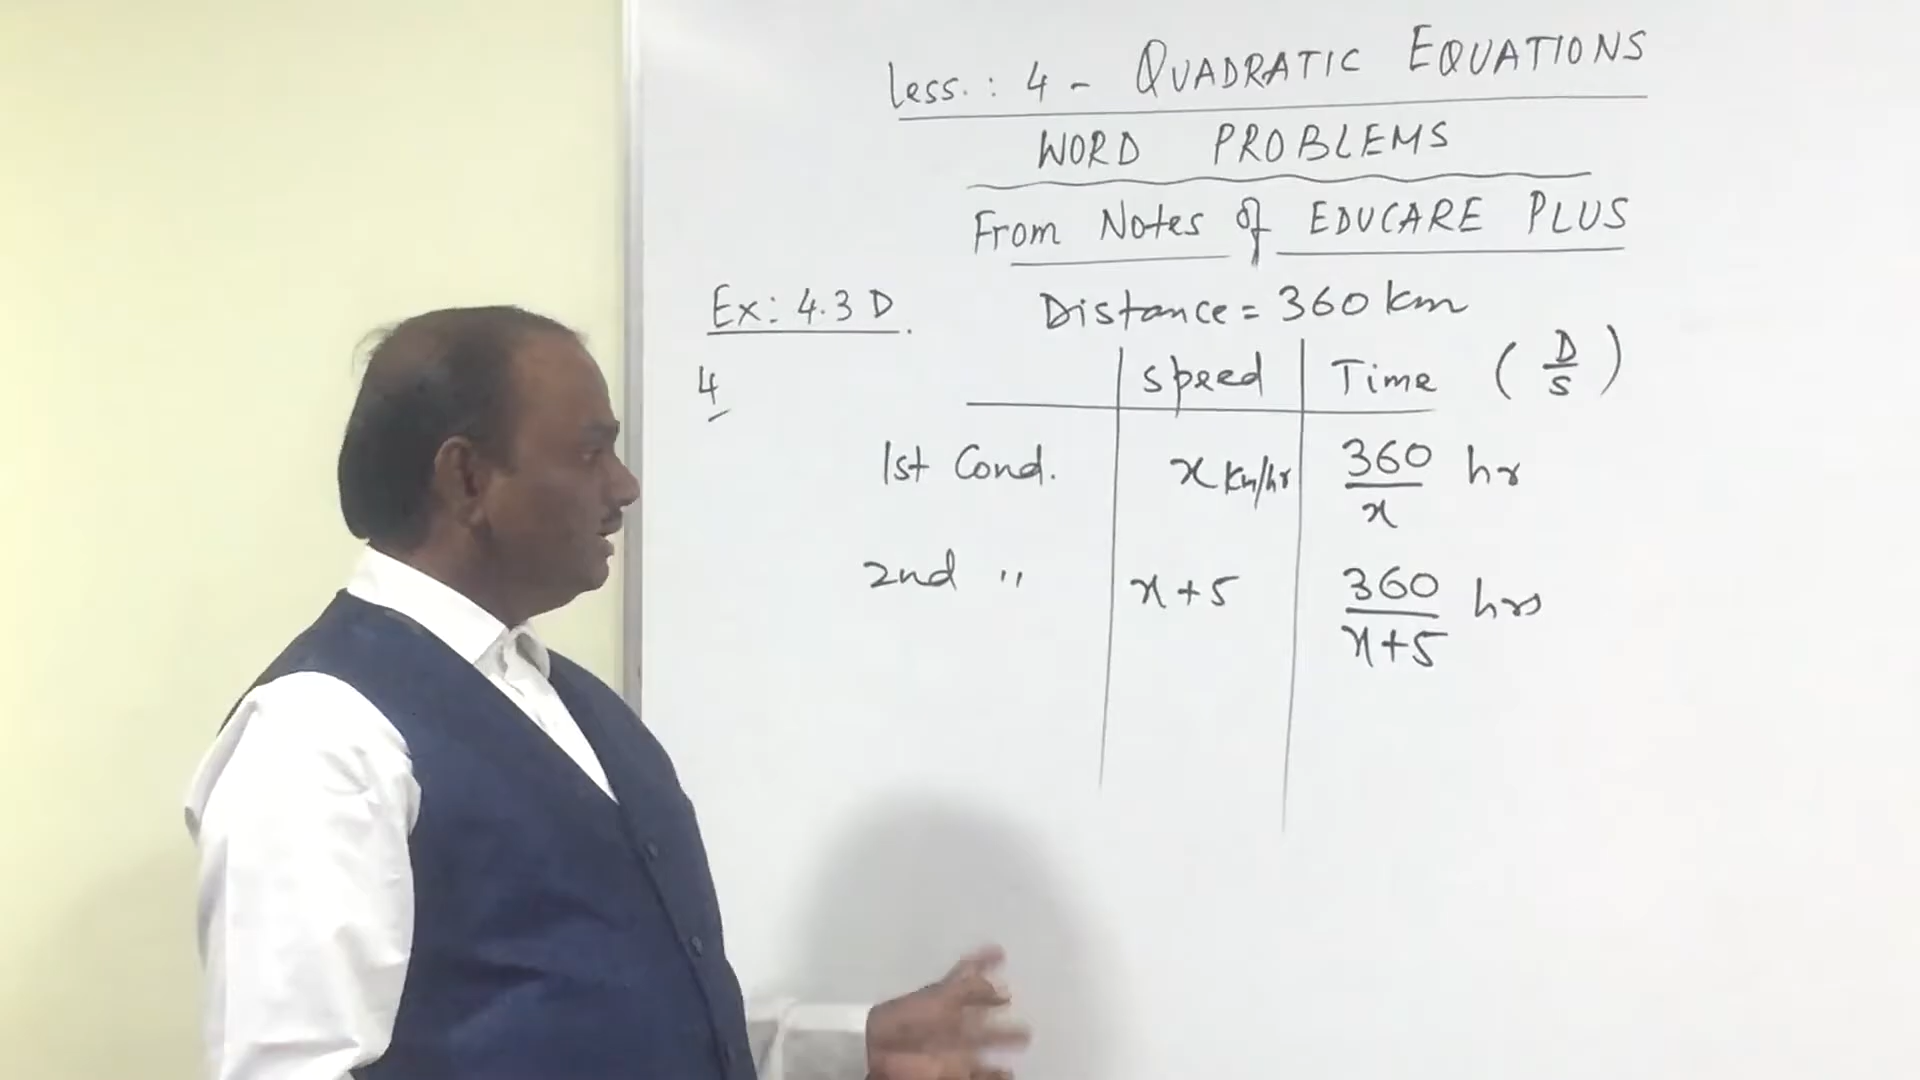 Less. : 4 - QUADRATIC EQUATIONS
WORD PROBLEMS
From Notes of EDUCARE PLUS
Ex: 4.3 D.
Distance = 360 km
4
Speed Time (D/S)
1st Cond. x Km/hr 360/x hr
2nd " x+5 360/x+5 hrs